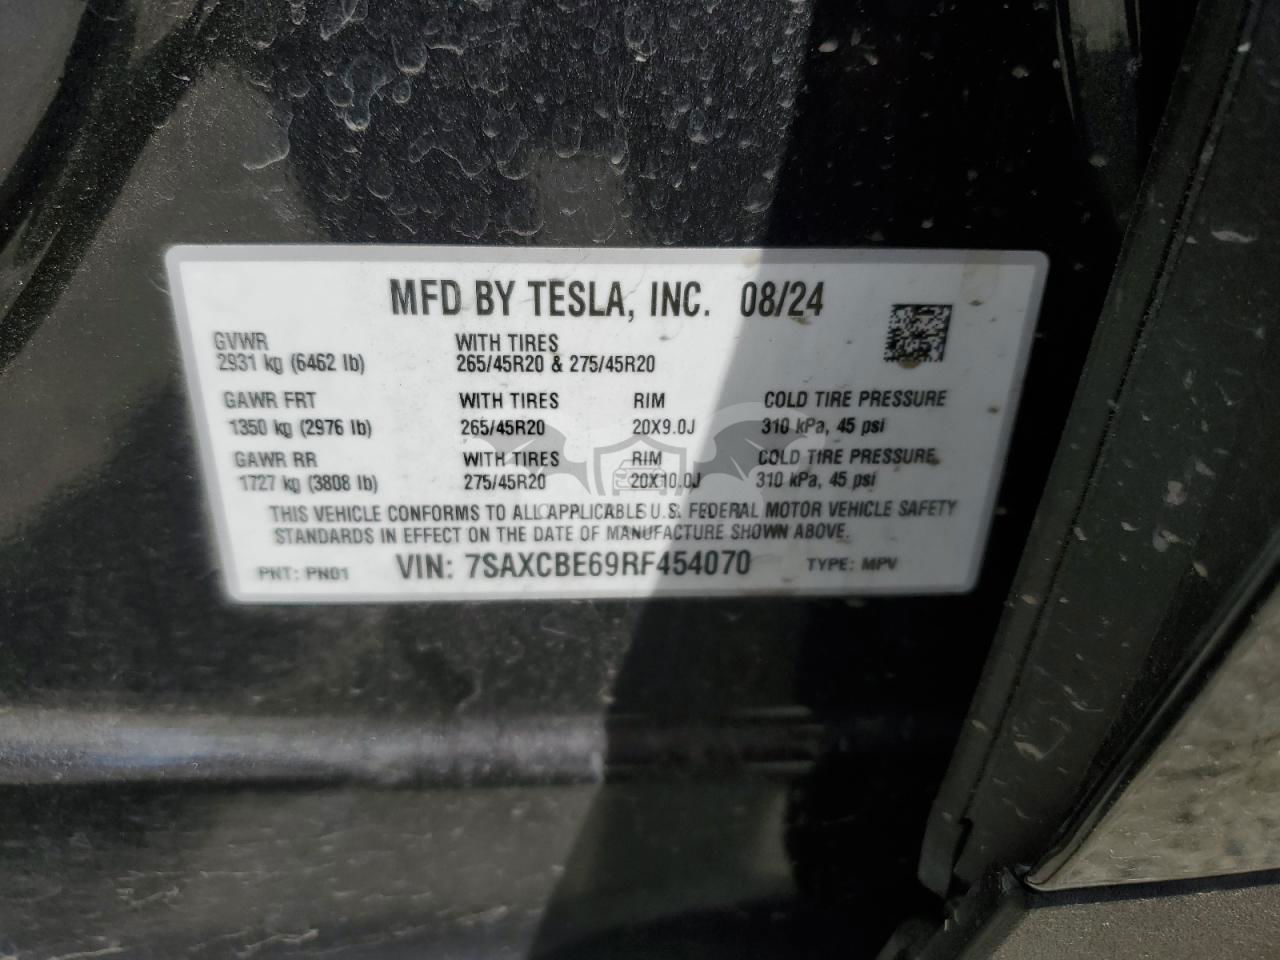 MFD BY TESLA, INC. 08/24
GVWR WITH TIRES
2931 kg (6462 lb) 265/45R20 & 275/45R20
GAWR FRT WITH TIRES RIM COLD TIRE PRESSURE
1350 kg (2976 lb) 265/45R20 20X9.0J 310 kPa, 45 psi
GAWR RR WITH TIRES RIM COLD TIRE PRESSURE
1727 kg (3808 lb) 275/45R20 20X10.0J 310 kPa, 45 psi
THIS VEHICLE CONFORMS TO ALL APPLICABLE U.S. FEDERAL MOTOR VEHICLE SAFETY
STANDARDS IN EFFECT ON THE DATE OF MANUFACTURE SHOWN ABOVE.
PNT: PN01 VIN: 7SAXCBE69RF454070 TYPE: MPV